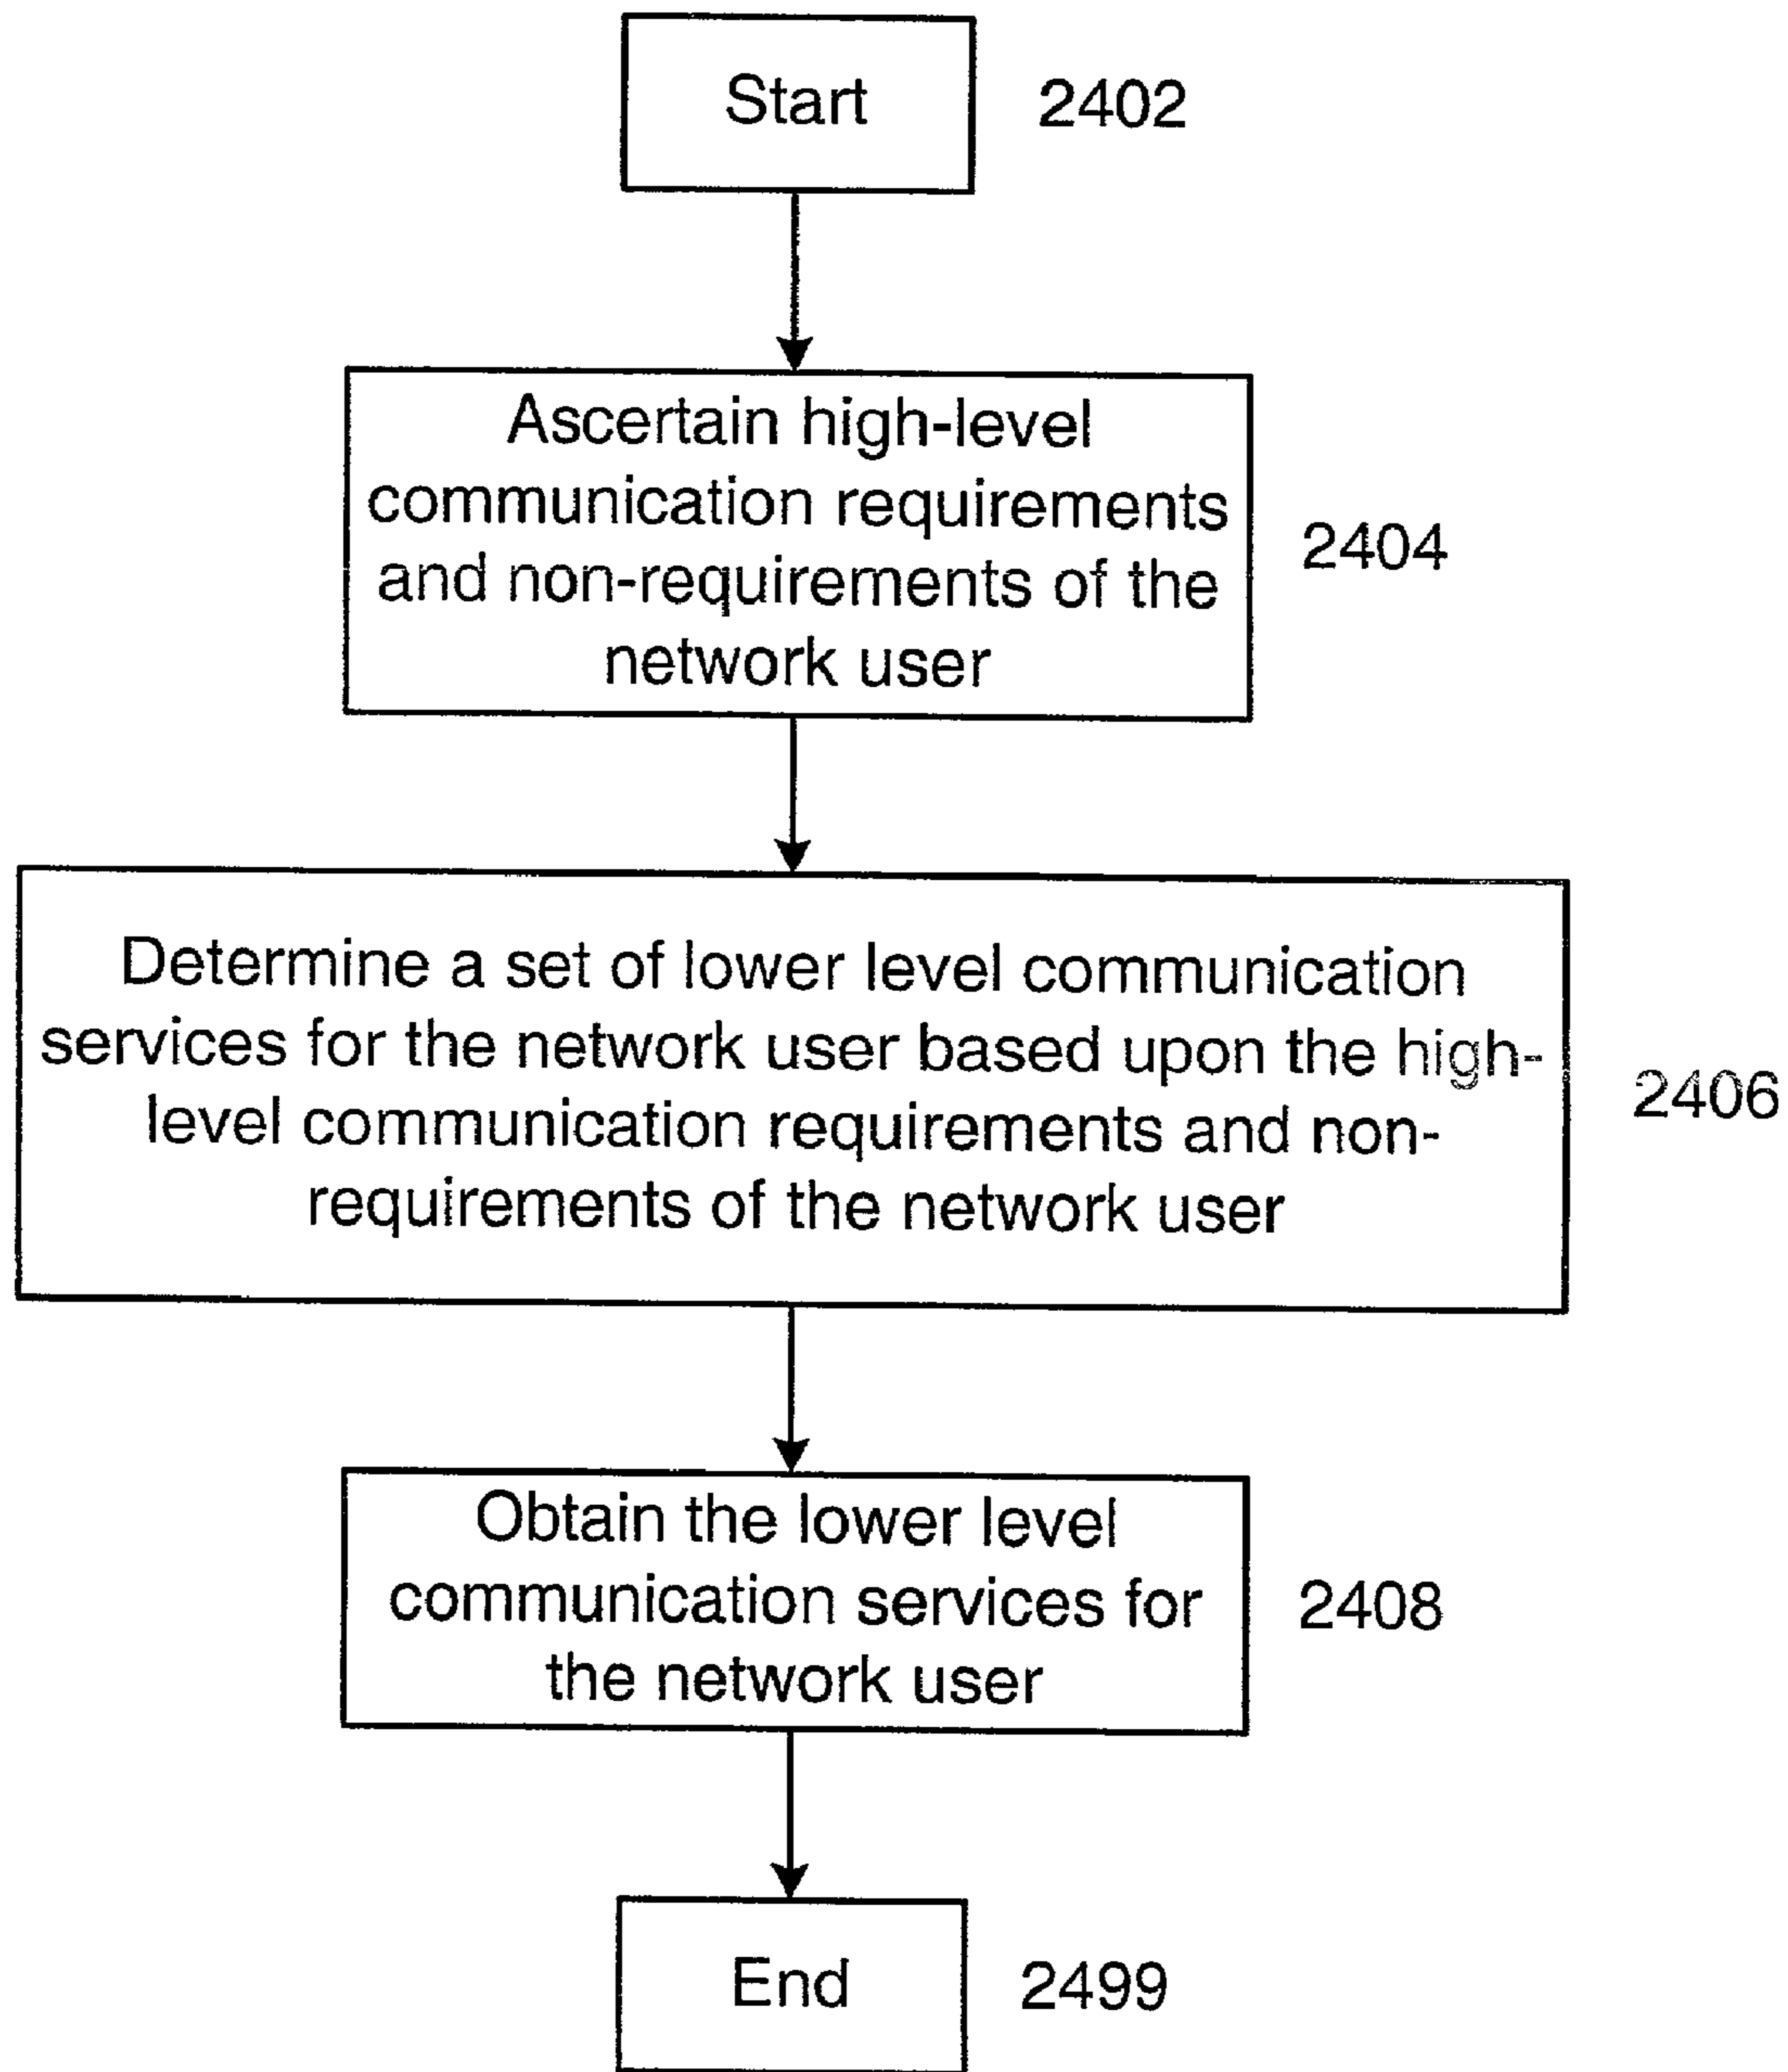 Start
2402
Ascertain high-level
communication requirements
and non-requirements of the
network user
2404
Determine a set of lower level communication
services for the network user based upon the high-
level communication requirements and non-
requirements of the network user
2406
Obtain the lower level
communication services for
the network user
2408
End
2499